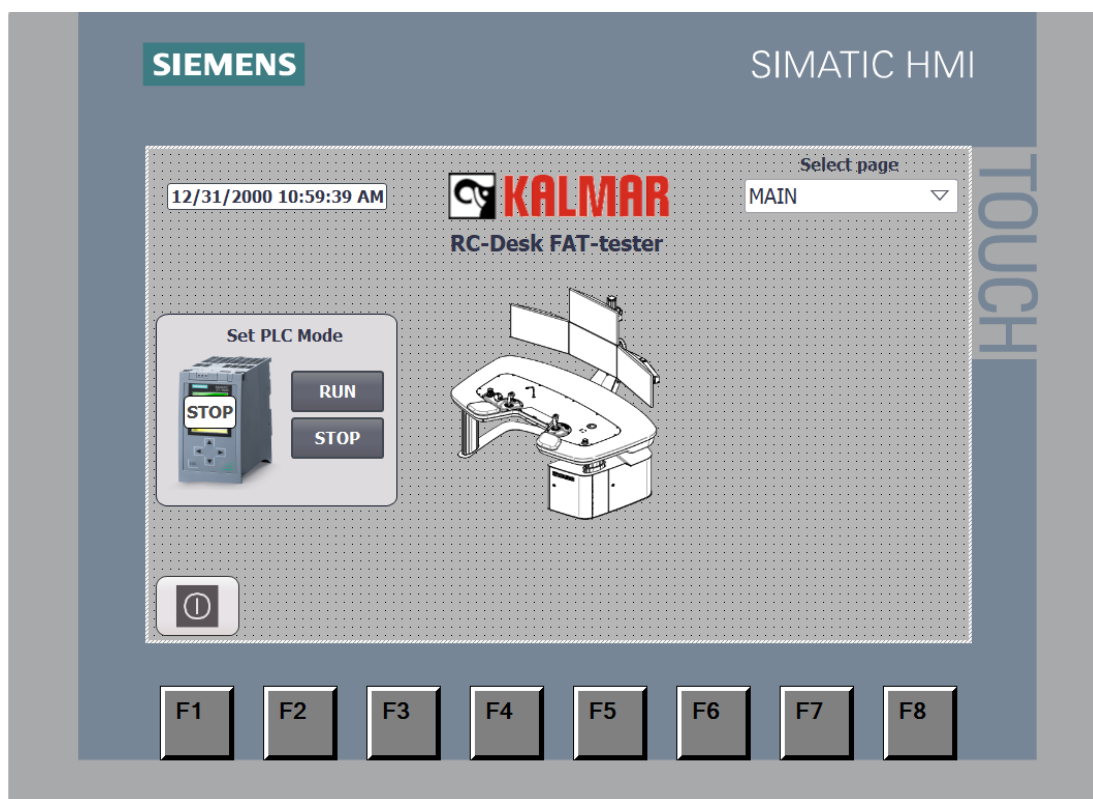 SIEMENS
SIMATIC HMI
TOUCH
Select page
12/31/2000 10:59:39 AM
KALMAR
MAIN
RC-Desk FAT-tester
Set PLC Mode
RUN
STOP
STOP
F1
F2
F3
F4
F5
F6
F7
F8